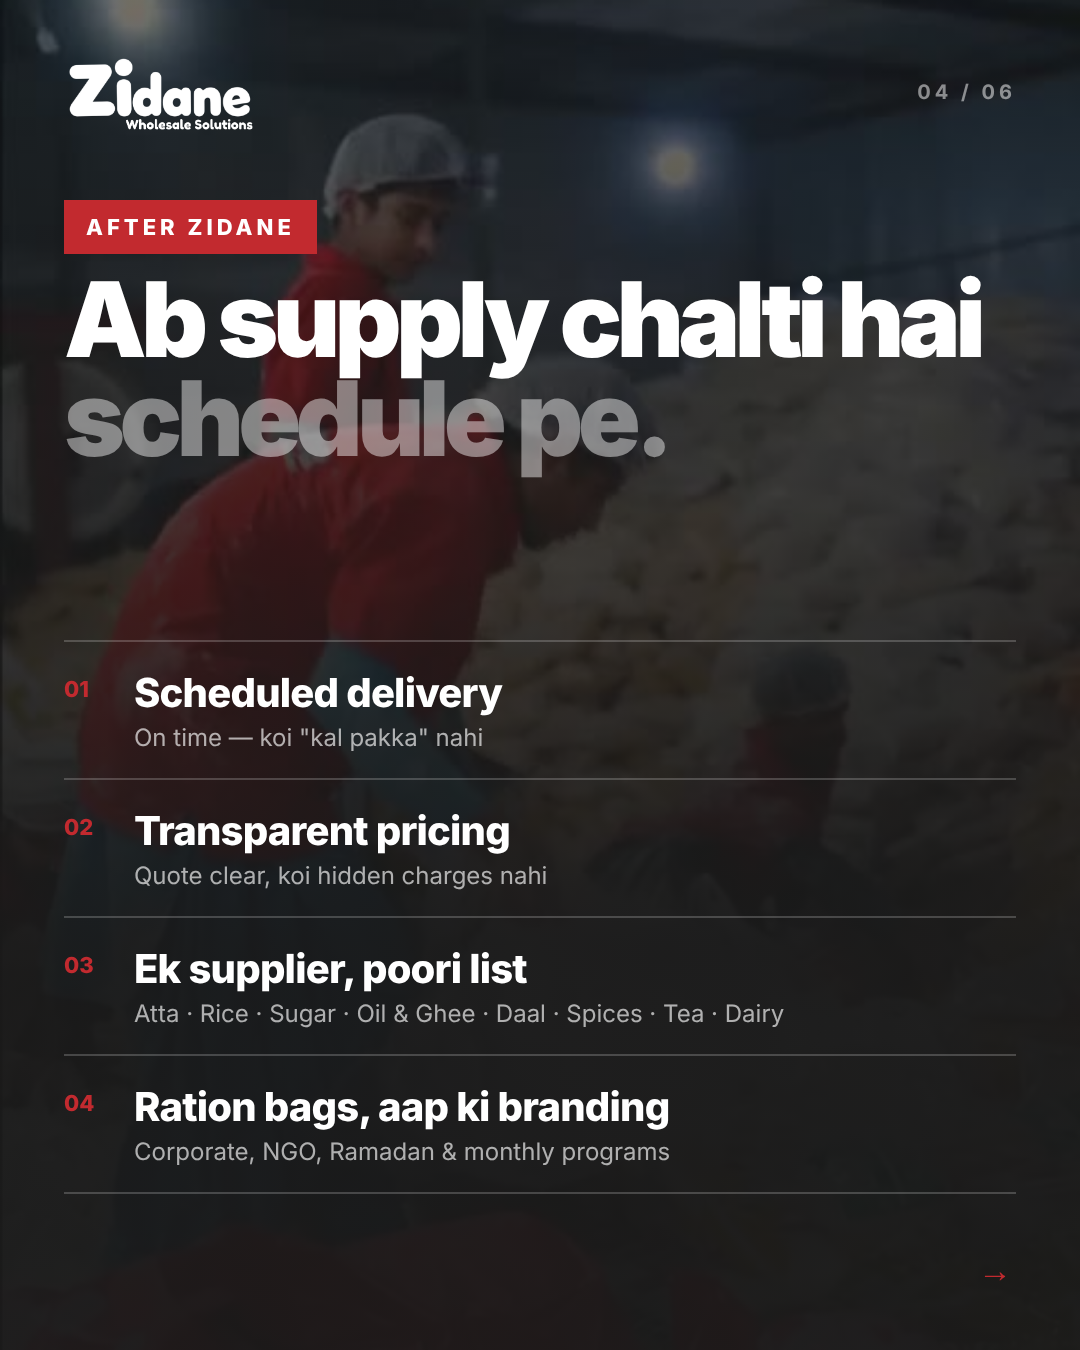 Zidane
Wholesale Solutions
04 / 06
AFTER ZIDANE
Ab supply chalti hai
schedule pe.
01
Scheduled delivery
On time — koi "kal pakka" nahi
02
Transparent pricing
Quote clear, koi hidden charges nahi
03
Ek supplier, poori list
Atta · Rice · Sugar · Oil & Ghee · Daal · Spices · Tea · Dairy
04
Ration bags, aap ki branding
Corporate, NGO, Ramadan & monthly programs
→